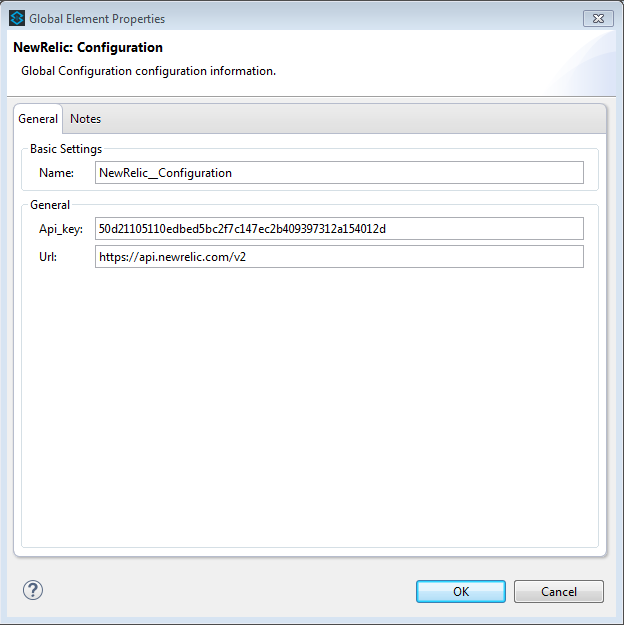 Global Element Properties
NewRelic: Configuration
Global Configuration configuration information.
General Notes
Basic Settings
Name: NewRelic__Configuration
General
Api_key: 50d21105110edbed5bc2f7c147ec2b409397312a154012d
Url: https://api.newrelic.com/v2
?
OK Cancel